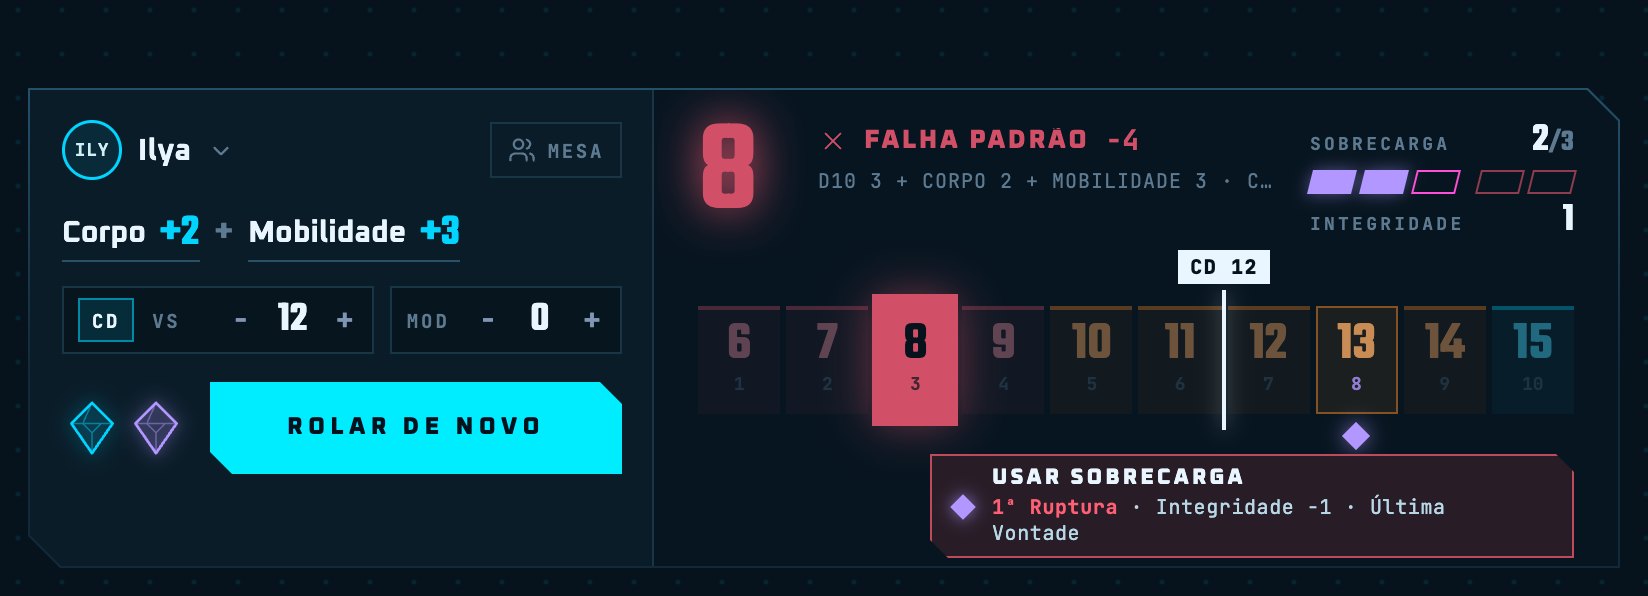 ILY Ilya MESA
Corpo +2 + Mobilidade +3
CD VS - 12 + MOD - 0 +
ROLAR DE NOVO
8
FALHA PADRÃO -4
D10 3 + CORPO 2 + MOBILIDADE 3 · C…
SOBRECARGA 2/3
INTEGRIDADE 1
CD 12
6 7 8 9 10 11 12 13 14 15
1 2 3 4 5 6 7 8 9 10
USAR SOBRECARGA
1ª Ruptura · Integridade -1 · Última
Vontade